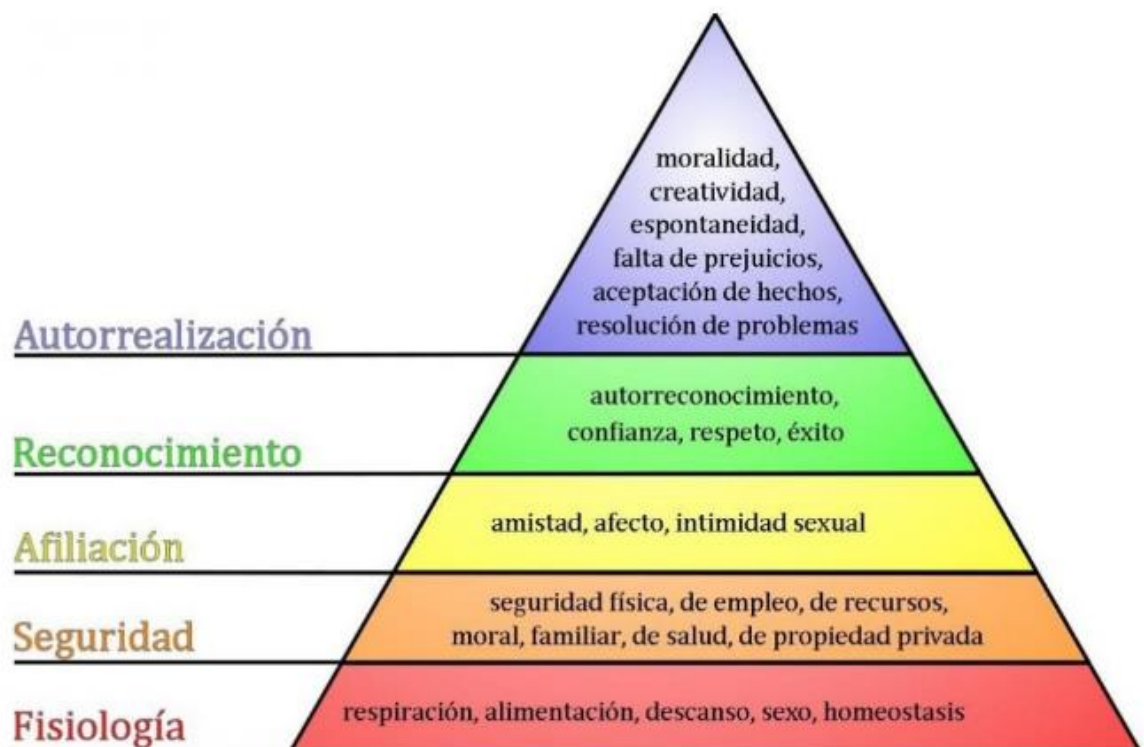 moralidad,
creatividad,
espontaneidad,
falta de prejuicios,
aceptación de hechos,
resolución de problemas
Autorrealización
autorreconocimiento,
confianza, respeto, éxito
Reconocimiento
amistad, afecto, intimidad sexual
Afiliación
seguridad física, de empleo, de recursos,
moral, familiar, de salud, de propiedad privada
Seguridad
respiración, alimentación, descanso, sexo, homeostasis
Fisiología